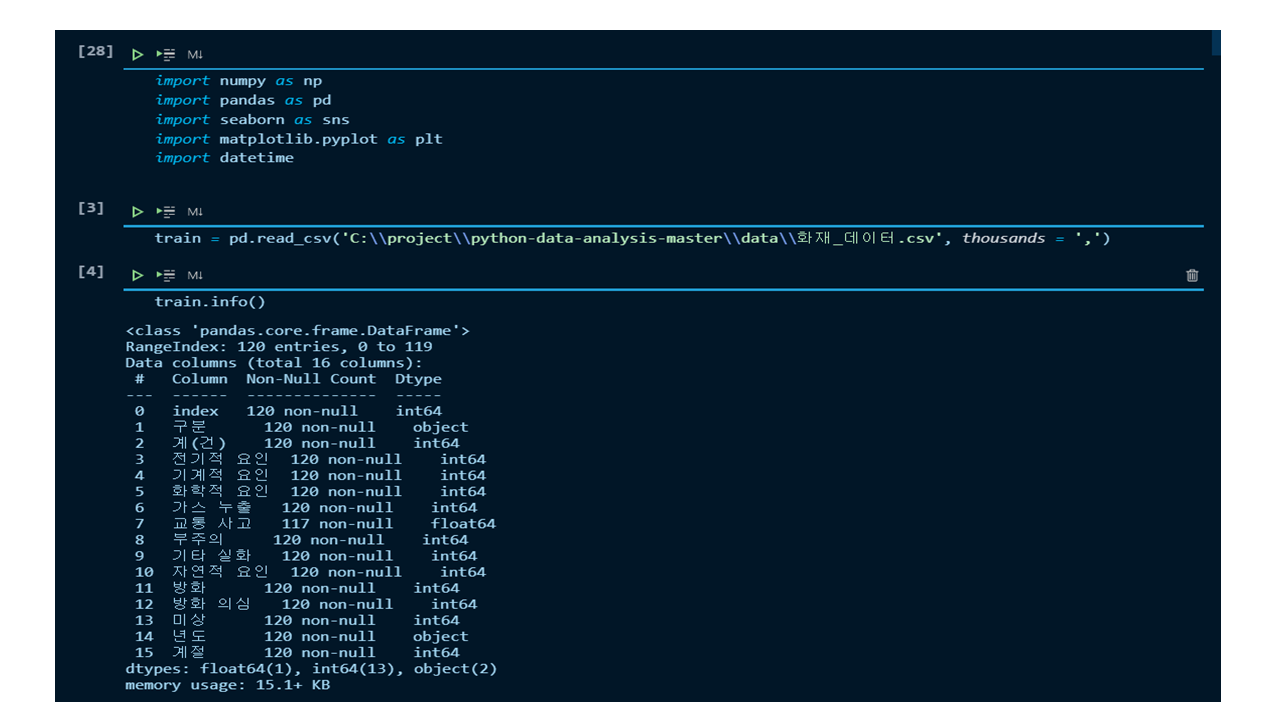 [28] M↓
import numpy as np
import pandas as pd
import seaborn as sns
import matplotlib.pyplot as plt
import datetime
[3] M↓
train = pd.read_csv('C:\\project\\python-data-analysis-master\\data\\화재_데이터.csv', thousands = ',')
[4] M↓
train.info()
<class 'pandas.core.frame.DataFrame'>
RangeIndex: 120 entries, 0 to 119
Data columns (total 16 columns):
# Column Non-Null Count Dtype
--- ------ -------------- -----
0 index 120 non-null int64
1 구분 120 non-null object
2 계(건) 120 non-null int64
3 전기적 요인 120 non-null int64
4 기계적 요인 120 non-null int64
5 화학적 요인 120 non-null int64
6 가스 누출 120 non-null int64
7 교통 사고 117 non-null float64
8 부주의 120 non-null int64
9 기타 실화 120 non-null int64
10 자연적 요인 120 non-null int64
11 방화 120 non-null int64
12 방화 의심 120 non-null int64
13 미상 120 non-null int64
14 년도 120 non-null object
15 계절 120 non-null int64
dtypes: float64(1), int64(13), object(2)
memory usage: 15.1+ KB